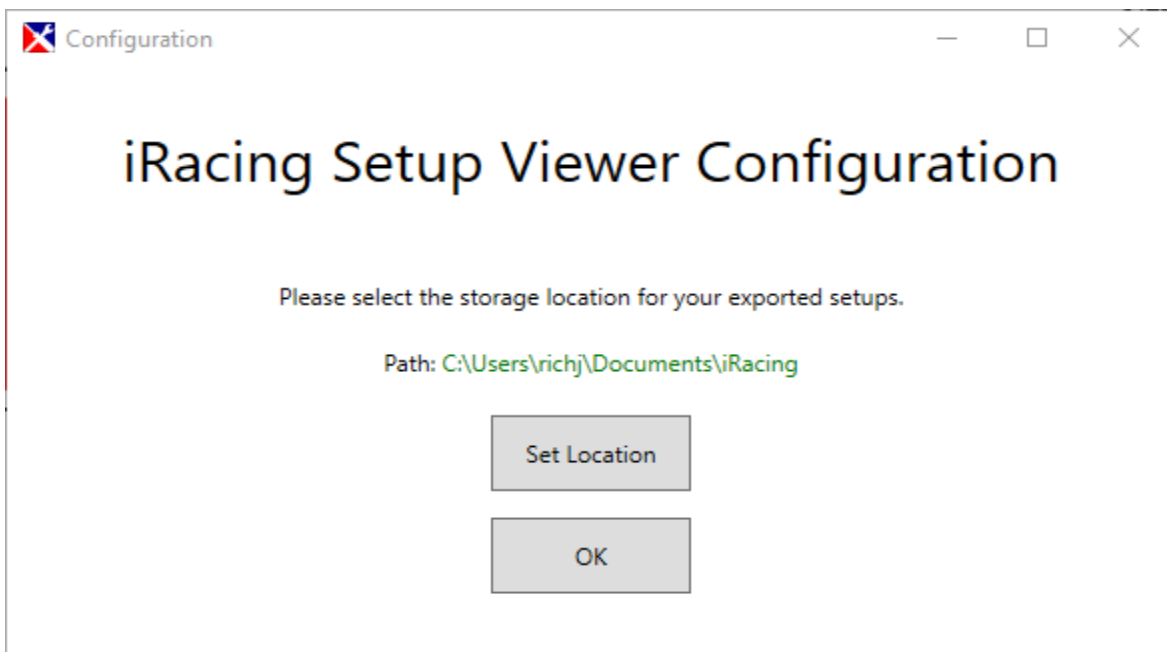 Configuration
iRacing Setup Viewer Configuration
Please select the storage location for your exported setups.
Path: C:\Users\richj\Documents\iRacing
Set Location
OK